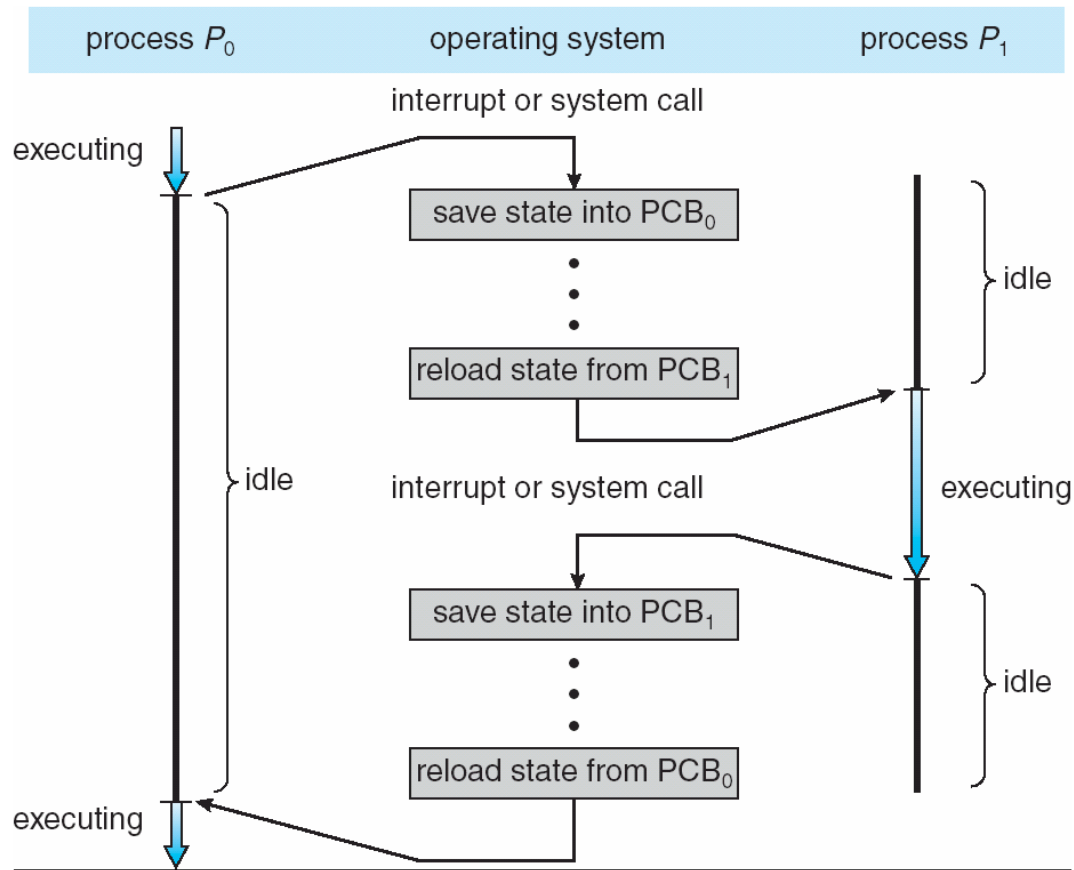 process P₀
operating system
process P₁
interrupt or system call
executing
save state into PCB₀
idle
reload state from PCB₁
idle
interrupt or system call
executing
save state into PCB₁
idle
reload state from PCB₀
executing